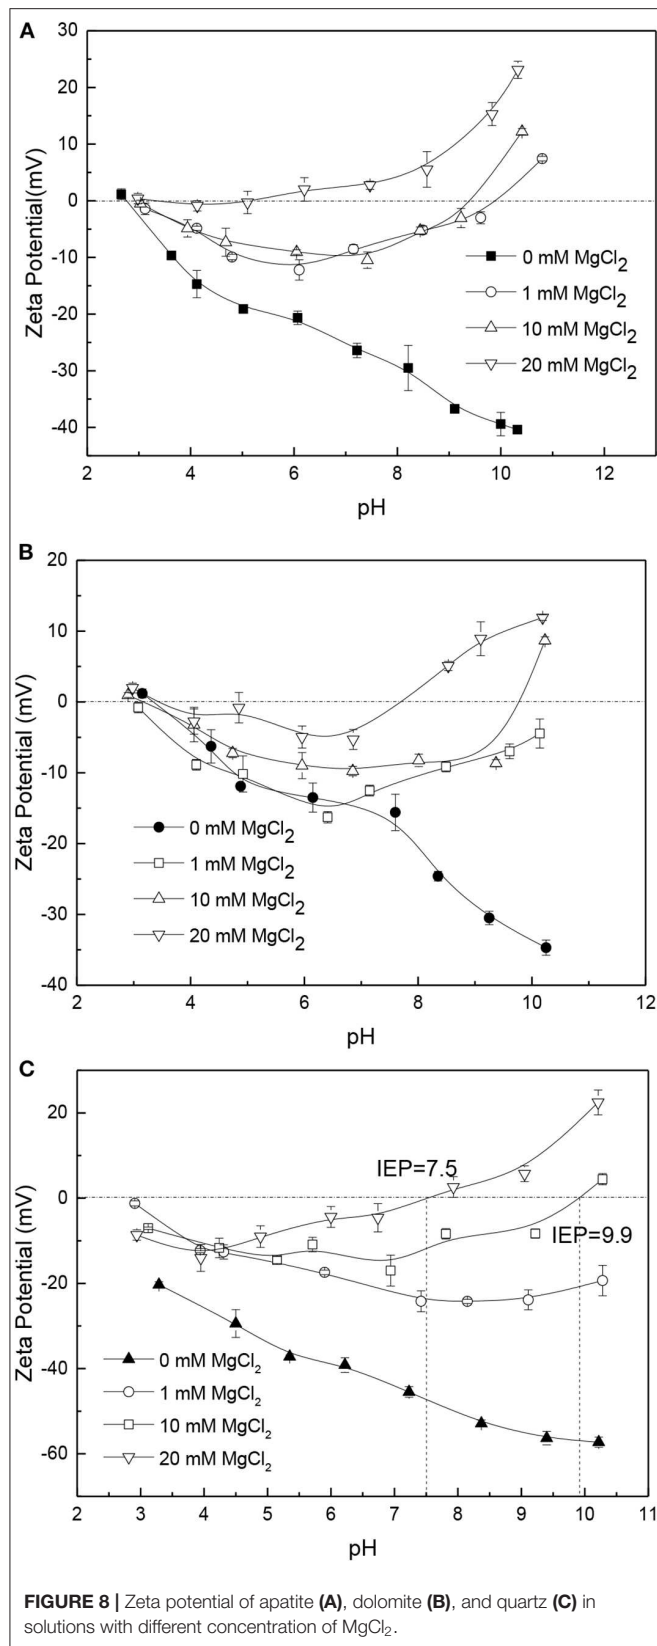 A
30
20
10
0
-10
-20
-30
-40
Zeta Potential(mV)
0 mM MgCl2
1 mM MgCl2
10 mM MgCl2
20 mM MgCl2
2 4 6 8 10 12
pH
B
20
10
0
-10
-20
-30
-40
Zeta Potential (mV)
0 mM MgCl2
1 mM MgCl2
10 mM MgCl2
20 mM MgCl2
2 4 6 8 10 12
pH
C
20
0
-20
-40
-60
Zeta Potential (mV)
IEP=7.5
IEP=9.9
0 mM MgCl2
1 mM MgCl2
10 mM MgCl2
20 mM MgCl2
2 3 4 5 6 7 8 9 10 11
pH
FIGURE 8 | Zeta potential of apatite (A), dolomite (B), and quartz (C) in
solutions with different concentration of MgCl2.